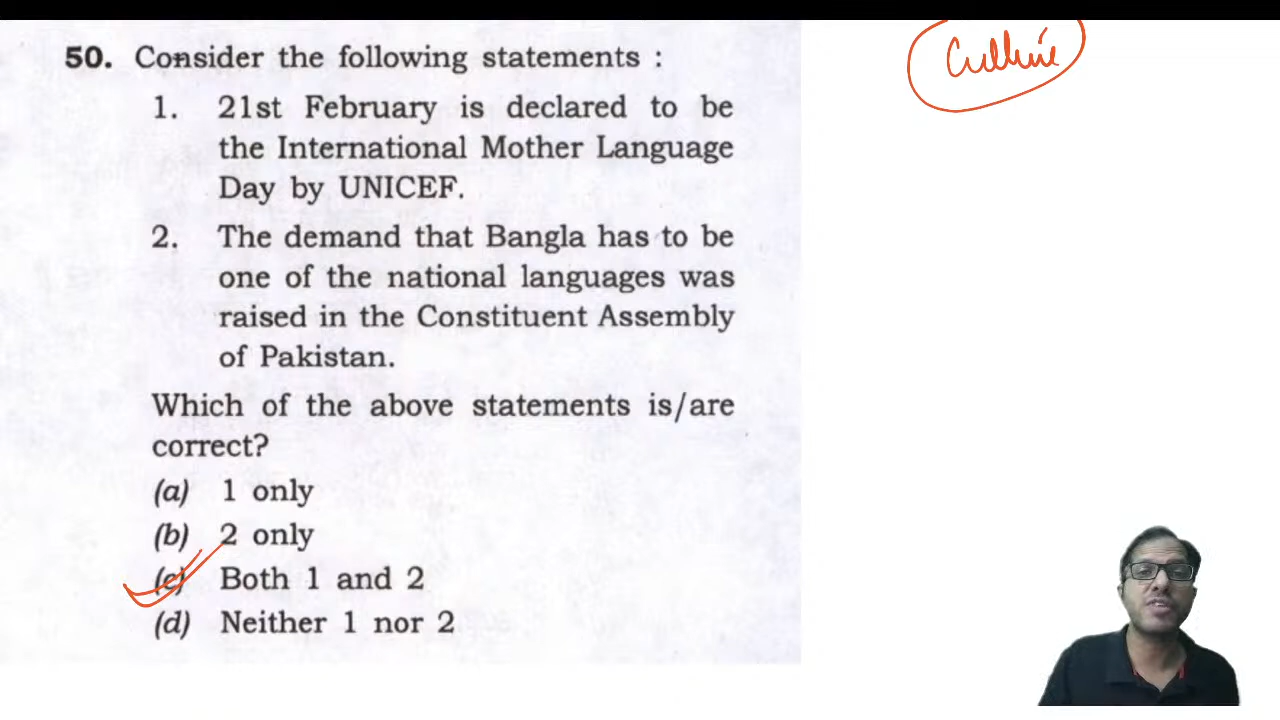 50. Consider the following statements :
1. 21st February is declared to be
the International Mother Language
Day by UNICEF.
2. The demand that Bangla has to be
one of the national languages was
raised in the Constituent Assembly
of Pakistan.
Which of the above statements is/are
correct?
(a) 1 only
(b) 2 only
(c) Both 1 and 2
(d) Neither 1 nor 2